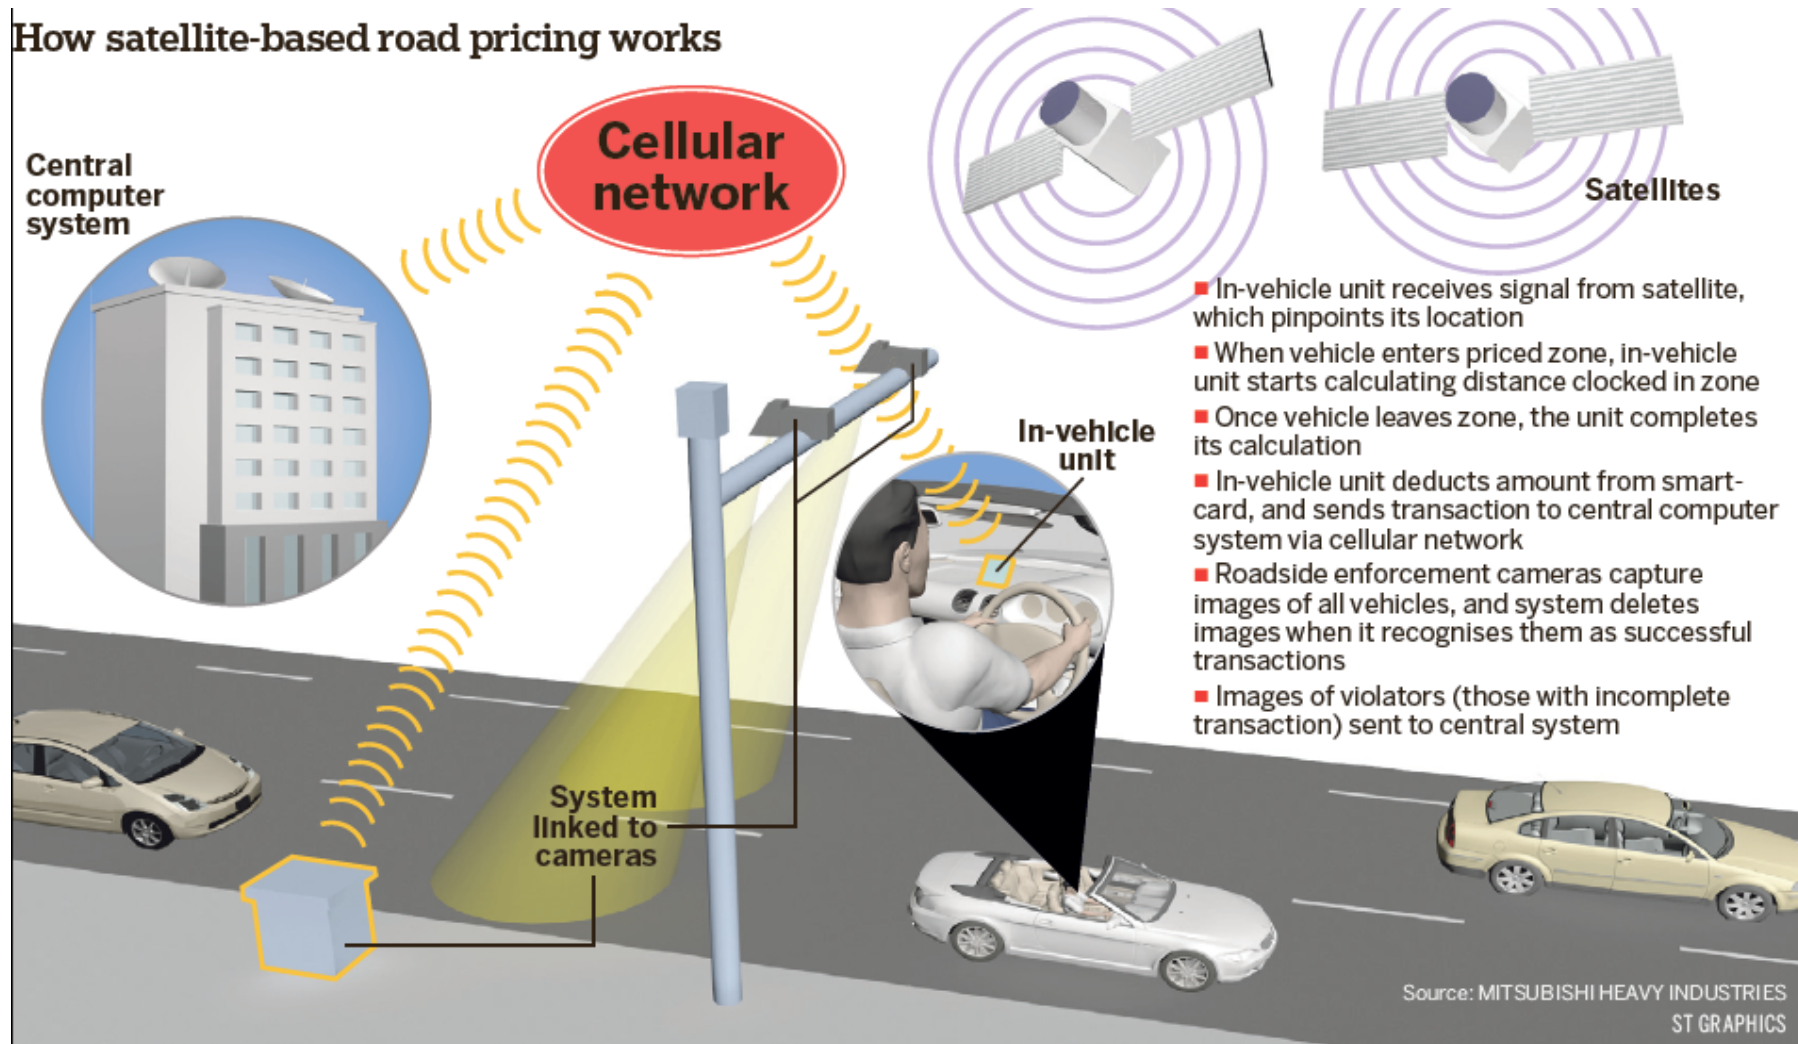 How satellite-based road pricing works
Cellular
network
Central
computer
system
Satellites
■ In-vehicle unit receives signal from satellite,
which pinpoints its location
■ When vehicle enters priced zone, in-vehicle
unit starts calculating distance clocked in zone
■ Once vehicle leaves zone, the unit completes
its calculation
■ In-vehicle unit deducts amount from smart-
card, and sends transaction to central computer
system via cellular network
■ Roadside enforcement cameras capture
images of all vehicles, and system deletes
images when it recognises them as successful
transactions
■ Images of violators (those with incomplete
transaction) sent to central system
In-vehicle
unit
System
linked to
cameras
Source: MITSUBISHI HEAVY INDUSTRIES
ST GRAPHICS